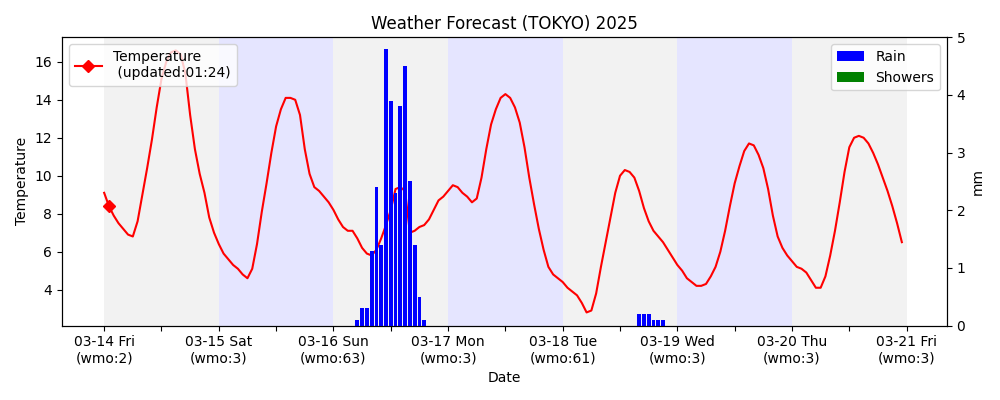 Weather Forecast (TOKYO) 2025
Temperature
(updated:01:24)
Rain
Showers
Temperature
16
14
12
10
8
6
4
5
4
3
2
1
0
mm
03-14 Fri
(wmo:2)
03-15 Sat
(wmo:3)
03-16 Sun
(wmo:63)
03-17 Mon
(wmo:3)
03-18 Tue
(wmo:61)
03-19 Wed
(wmo:3)
03-20 Thu
(wmo:3)
03-21 Fri
(wmo:3)
Date